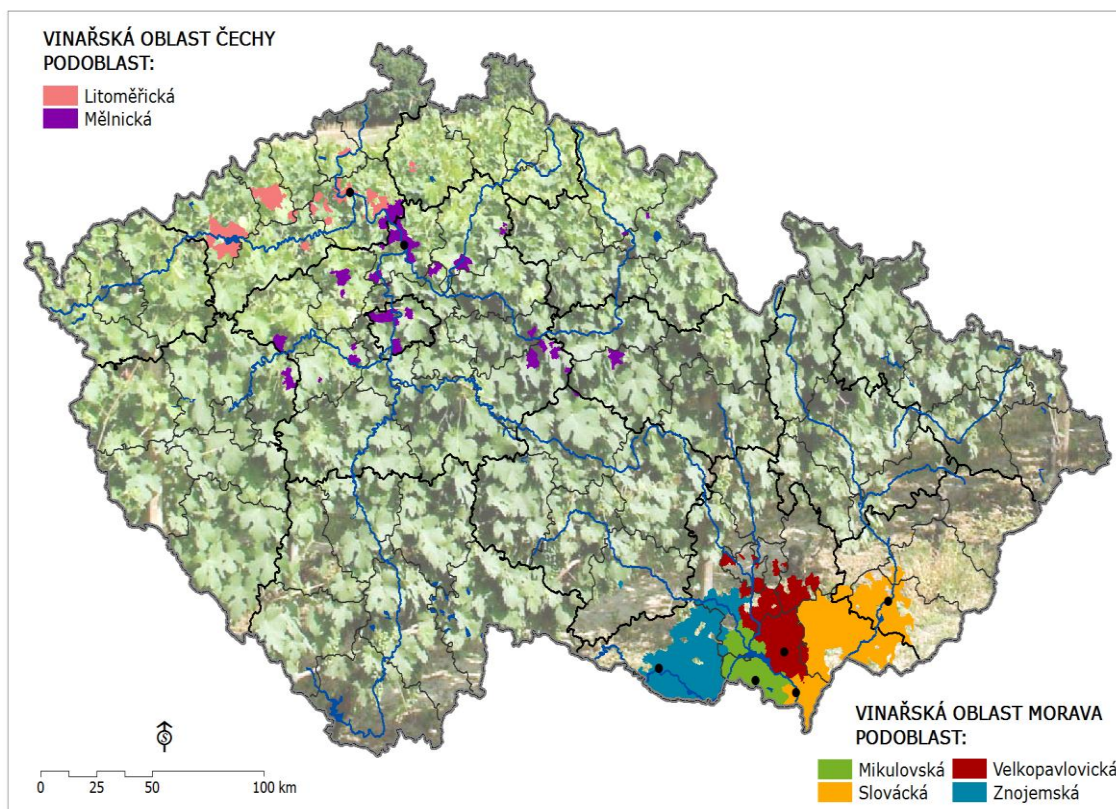 VINAŘSKÁ OBLAST ČECHY
PODOBLAST:
Litoměřická
Mělnická
S
0 25 50 100 km
VINAŘSKÁ OBLAST MORAVA
PODOBLAST:
Mikulovská Velkopavlovická
Slovácká Znojemská